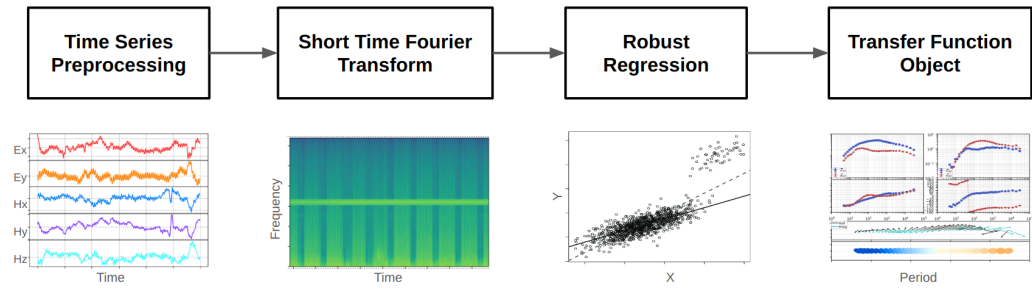 Time Series
Preprocessing
Short Time Fourier
Transform
Robust
Regression
Transfer Function
Object
Ex
Ey
Hx
Hy
Hz
Time
Frequency
Time
Y
X
Period